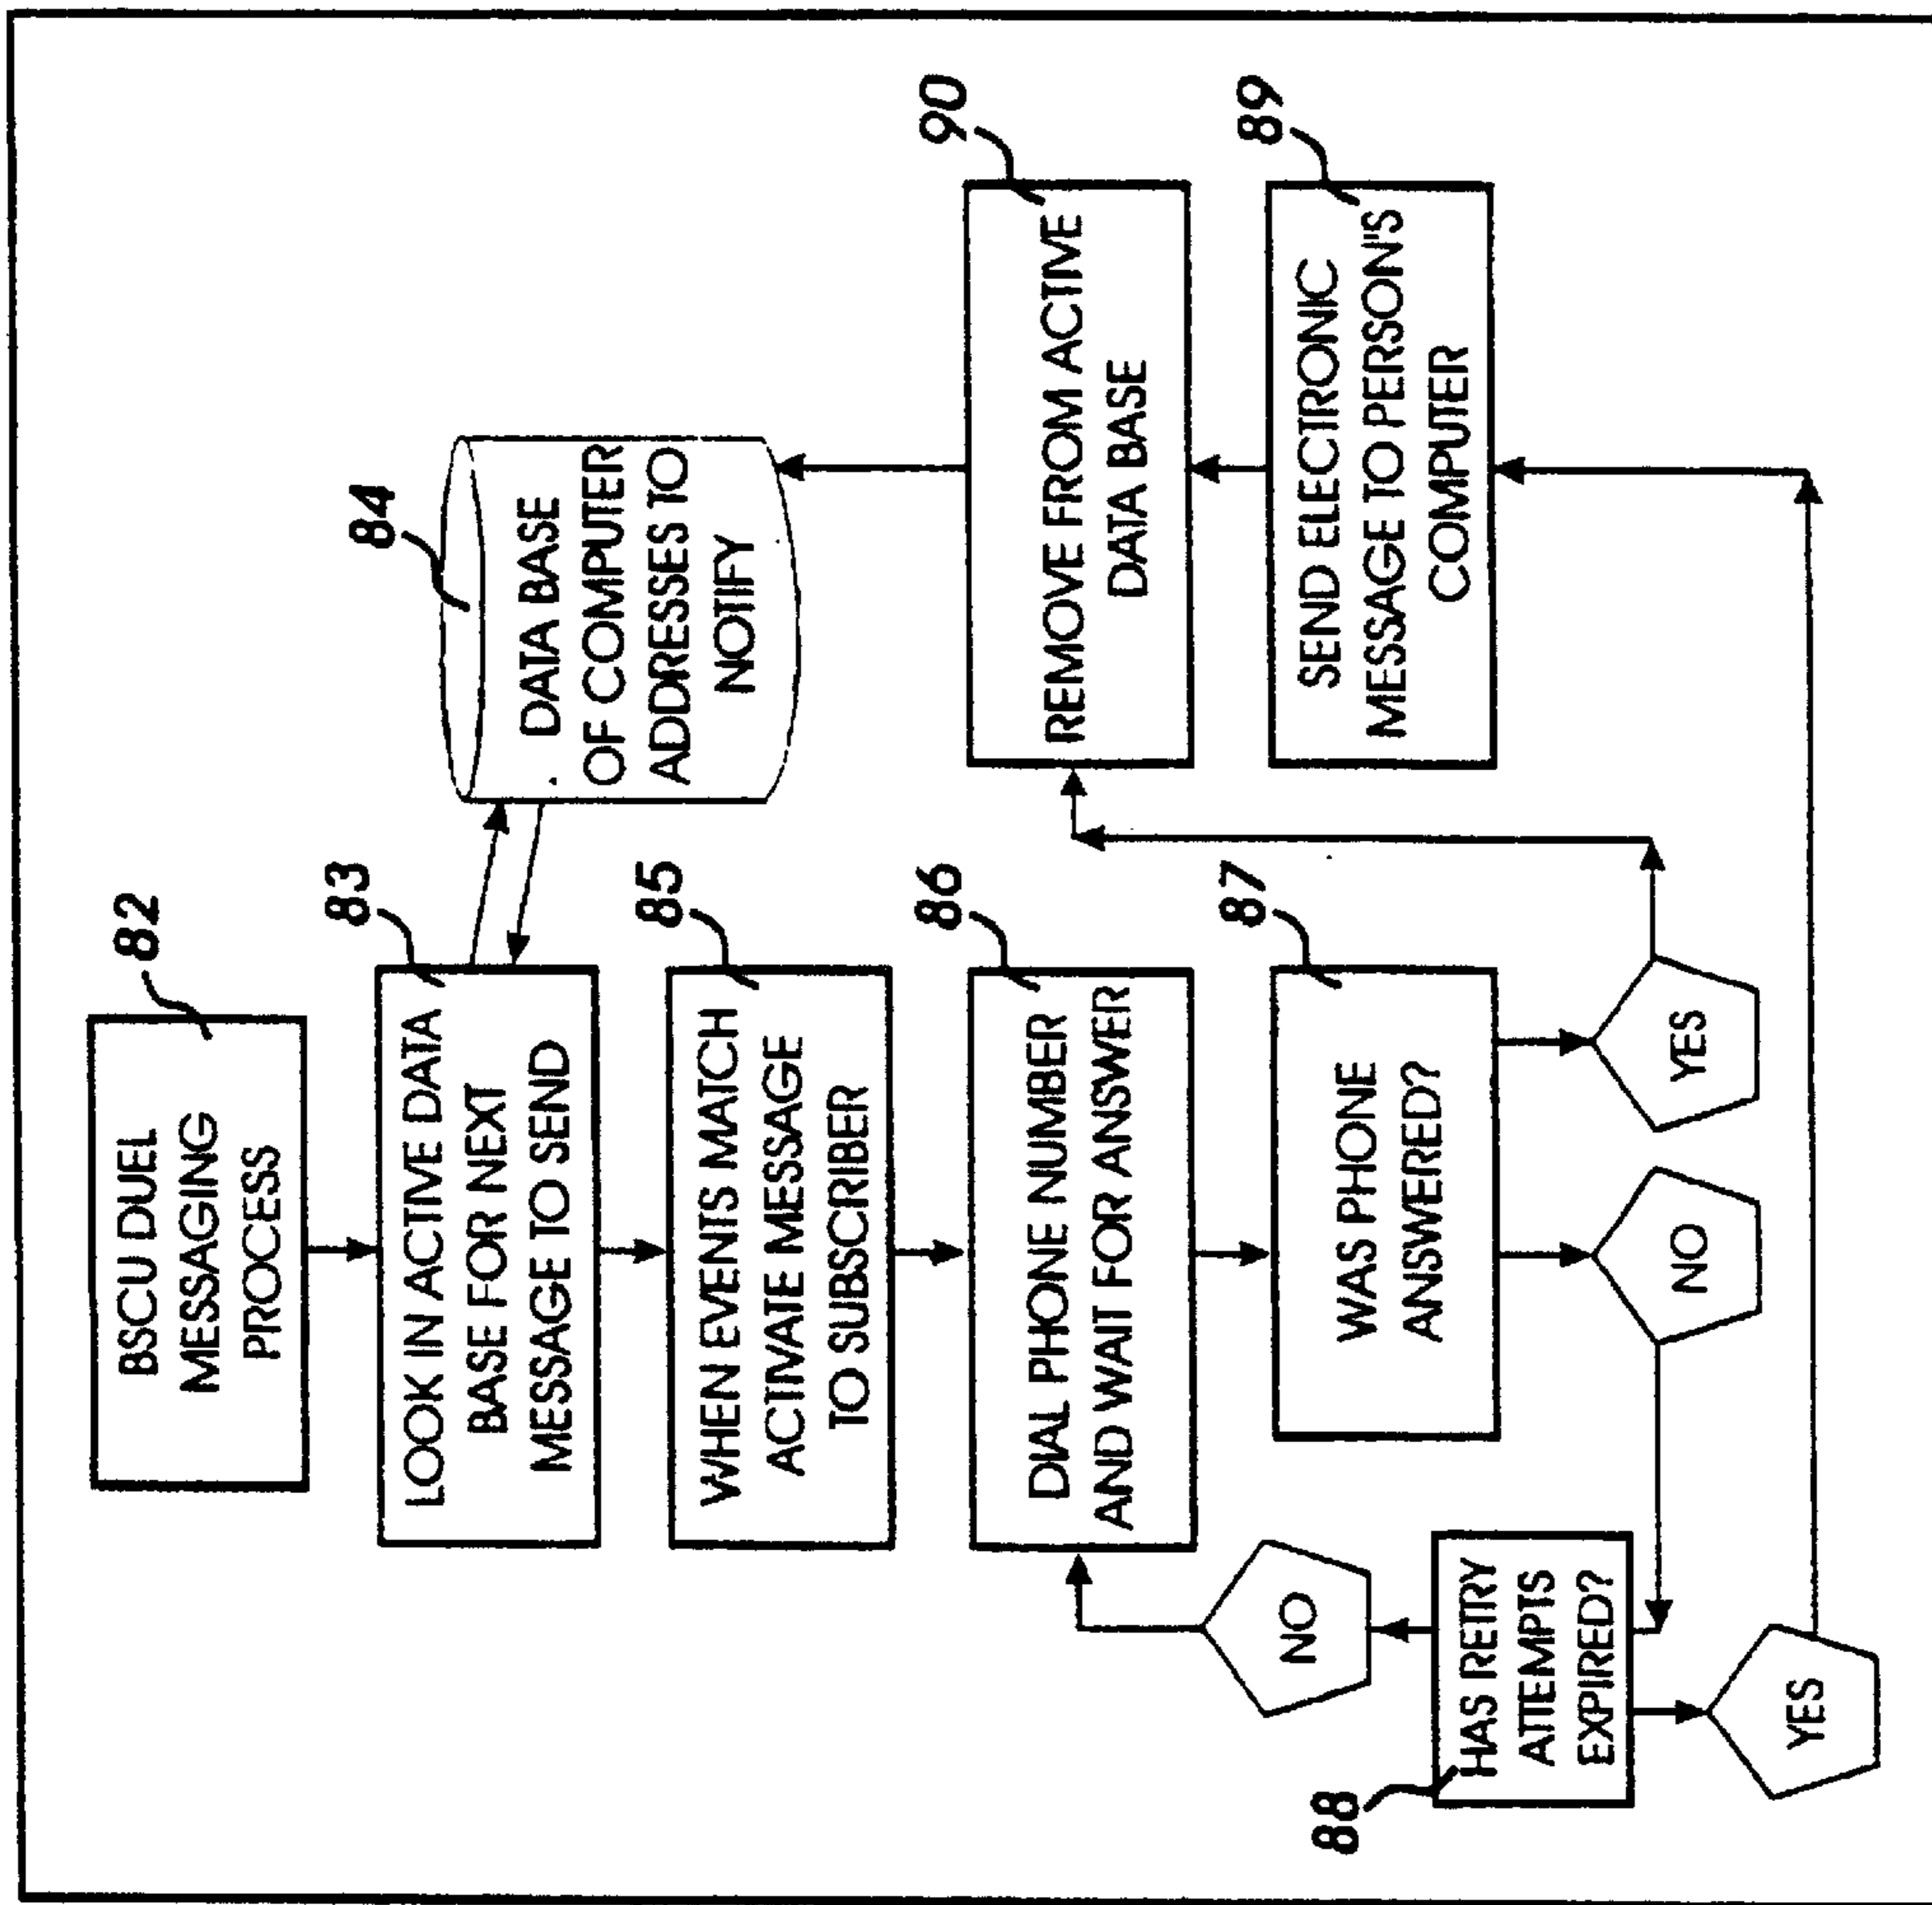 82
BSCU DUEL
MESSAGING
PROCESS
83
LOOK IN ACTIVE DATA
BASE FOR NEXT
MESSAGE TO SEND
84
DATA BASE
OF COMPUTER
ADDRESSES TO
NOTIFY
85
WHEN EVENTS MATCH
ACTIVATE MESSAGE
TO SUBSCRIBER
86
DIAL PHONE NUMBER
AND WAIT FOR ANSWER
90
REMOVE FROM ACTIVE
DATA BASE
87
WAS PHONE
ANSWERED?
89
SEND ELECTRONIC
MESSAGE TO PERSON'S
COMPUTER
NO
88
HAS RETRY
ATTEMPTS
EXPIRED?
NO
YES
YES